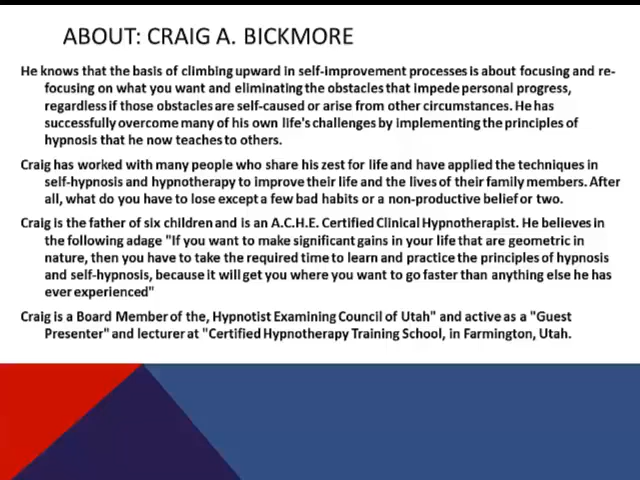 ABOUT: CRAIG A. BICKMORE
He knows that the basis of climbing upward in self-improvement processes is about focusing and re-
focusing on what you want and eliminating the obstacles that impede personal progress,
regardless if those obstacles are self-caused or arise from other circumstances. He has
successfully overcome many of his own life's challenges by implementing the principles of
hypnosis that he now teaches to others.
Craig has worked with many people who share his zest for life and have applied the techniques in
self-hypnosis and hypnotherapy to improve their life and the lives of their family members. After
all, what do you have to lose except a few bad habits or a non-productive belief or two.
Craig is the father of six children and is an A.C.H.E. Certified Clinical Hypnotherapist. He believes in
the following adage "If you want to make significant gains in your life that are geometric in
nature, then you have to take the required time to learn and practice the principles of hypnosis
and self-hypnosis, because it will get you where you want to go faster than anything else he has
ever experienced"
Craig is a Board Member of the, Hypnotist Examining Council of Utah" and active as a "Guest
Presenter" and lecturer at "Certified Hypnotherapy Training School, in Farmington, Utah.